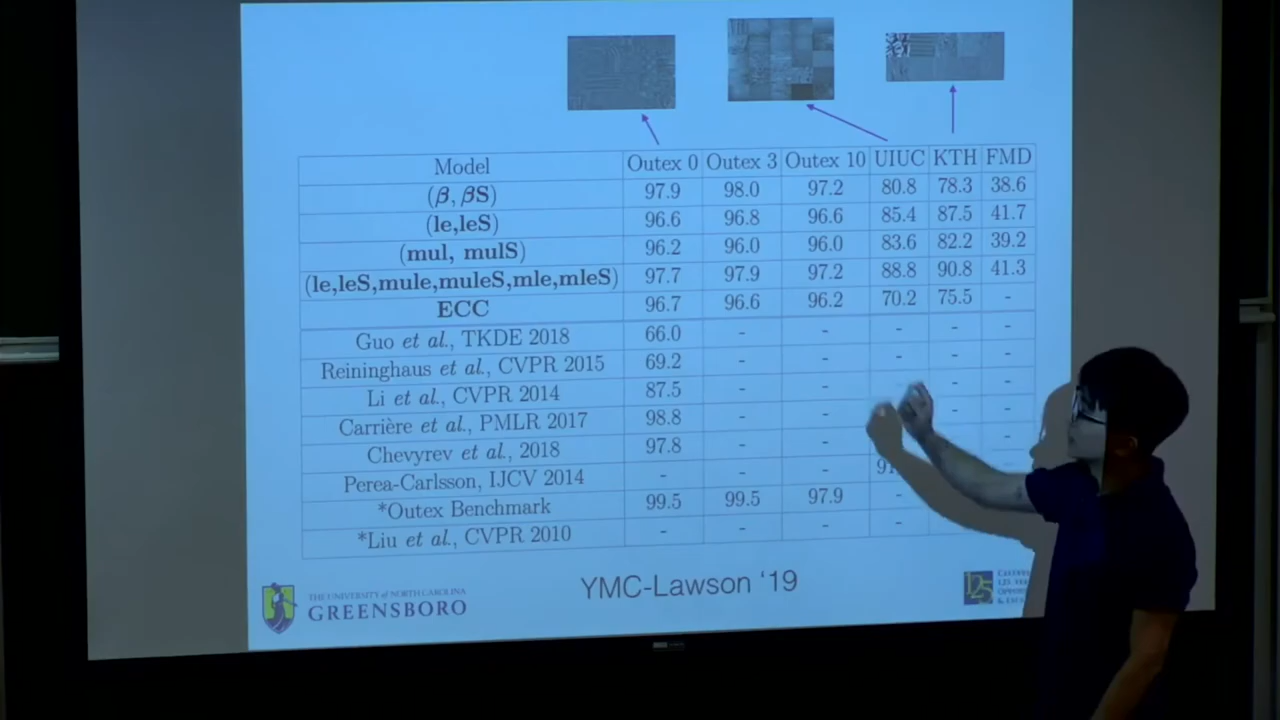 Model Outex 0 Outex 3 Outex 10 UIUC KTH FMD
(β, βS) 97.9 98.0 97.2 80.8 78.3 38.6
(le,leS) 96.6 96.8 96.6 85.4 87.5 41.7
(mul, mulS) 96.2 96.0 96.0 83.6 82.2 39.2
(le,leS,mule,muleS,mle,mleS) 97.7 97.9 97.2 88.8 90.8 41.3
ECC 96.7 96.6 96.2 70.2 75.5 -
Guo et al., TKDE 2018 66.0 - - - - -
Reininghaus et al., CVPR 2015 69.2 - - - - -
Li et al., CVPR 2014 87.5 - - - - -
Carrière et al., PMLR 2017 98.8 - - - -
Chevyrev et al., 2018 97.8 - - -
Perea-Carlsson, IJCV 2014 - - - -
*Outex Benchmark 99.5 99.5 97.9 -
*Liu et al., CVPR 2010 - - - -
YMC-Lawson ‘19
THE UNIVERSITY of NORTH CAROLINA
GREENSBORO
125